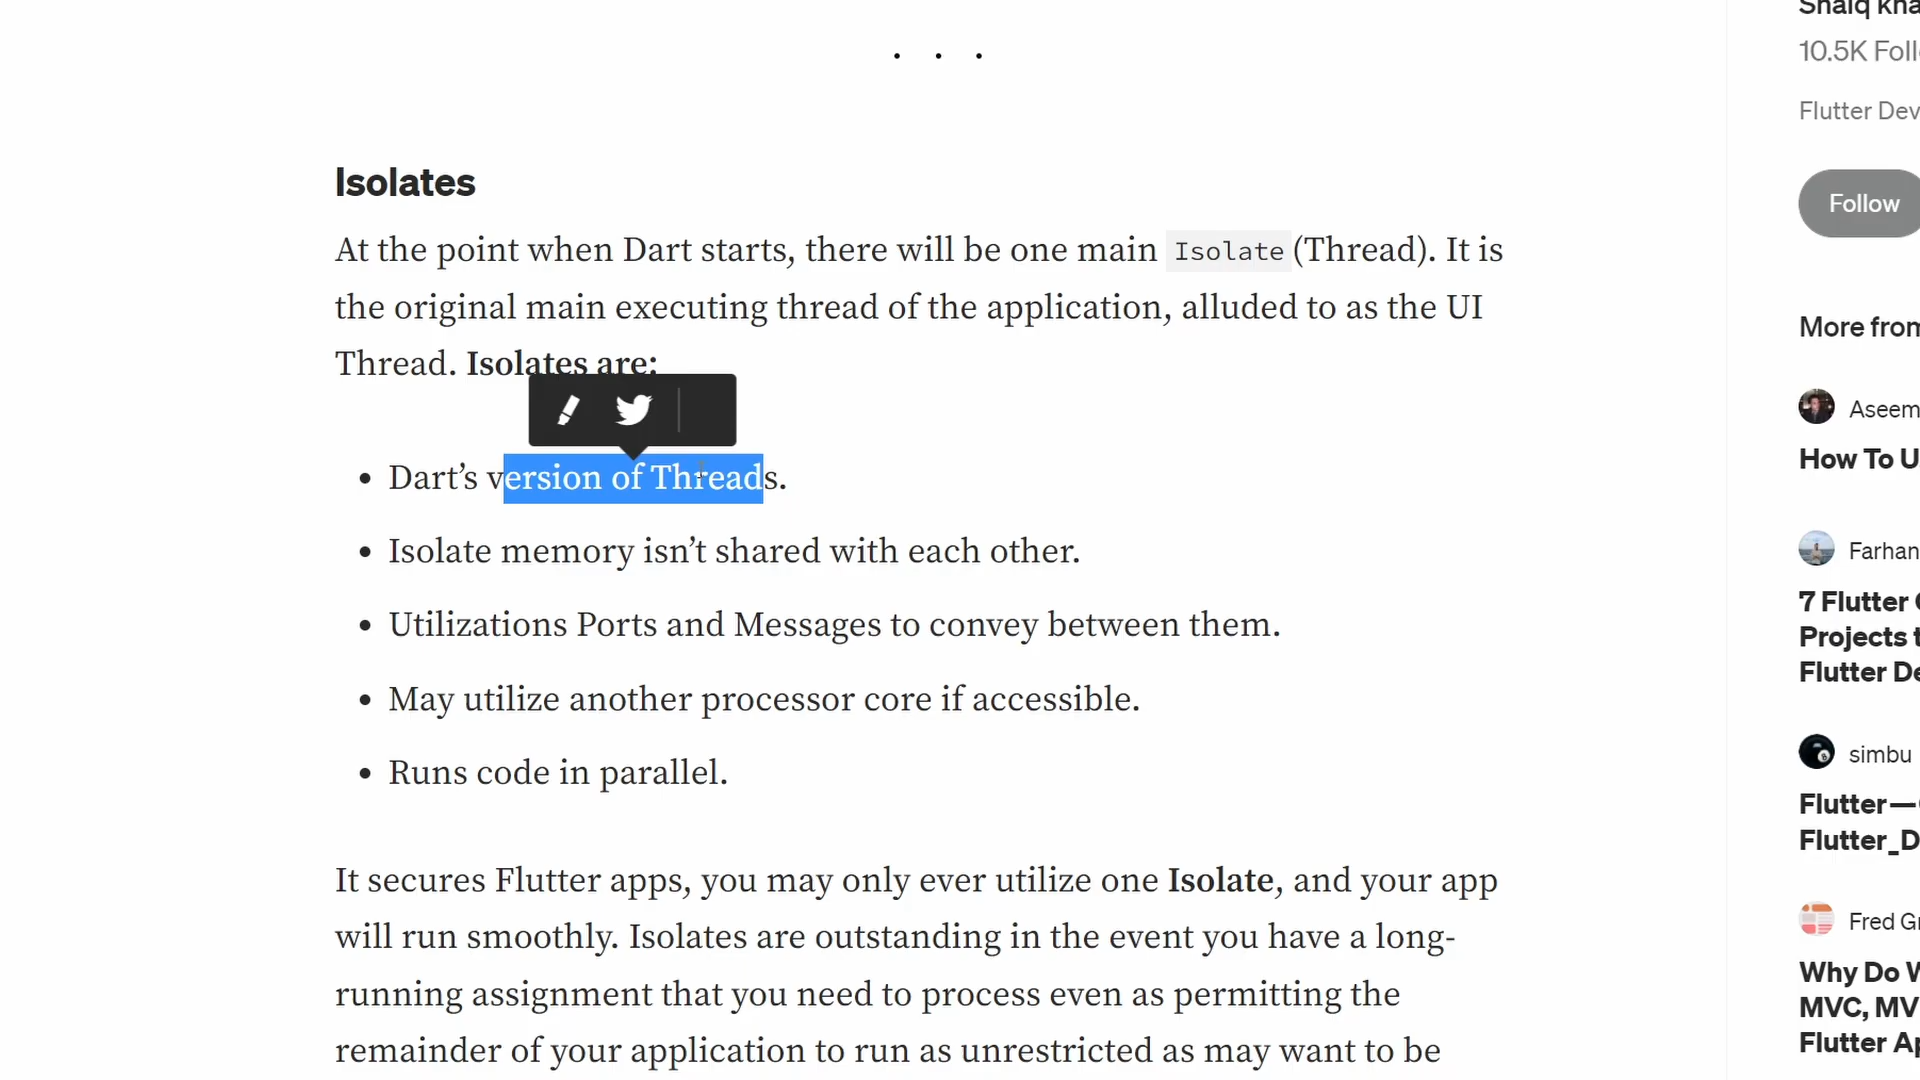 Shaiq kha
10.5K Foll
Flutter Dev
Follow
Isolates
At the point when Dart starts, there will be one main Isolate (Thread). It is
the original main executing thread of the application, alluded to as the UI
Thread. Isolates are:
• Dart’s version of Threads.
• Isolate memory isn’t shared with each other.
• Utilizations Ports and Messages to convey between them.
• May utilize another processor core if accessible.
• Runs code in parallel.
It secures Flutter apps, you may only ever utilize one Isolate, and your app
will run smoothly. Isolates are outstanding in the event you have a long-
running assignment that you need to process even as permitting the
remainder of your application to run as unrestricted as may want to be
More from
Aseem
How To U
Farhan
7 Flutter
Projects t
Flutter De
simbu
Flutter—
Flutter_D
Fred Gr
Why Do W
MVC, MV
Flutter Ap